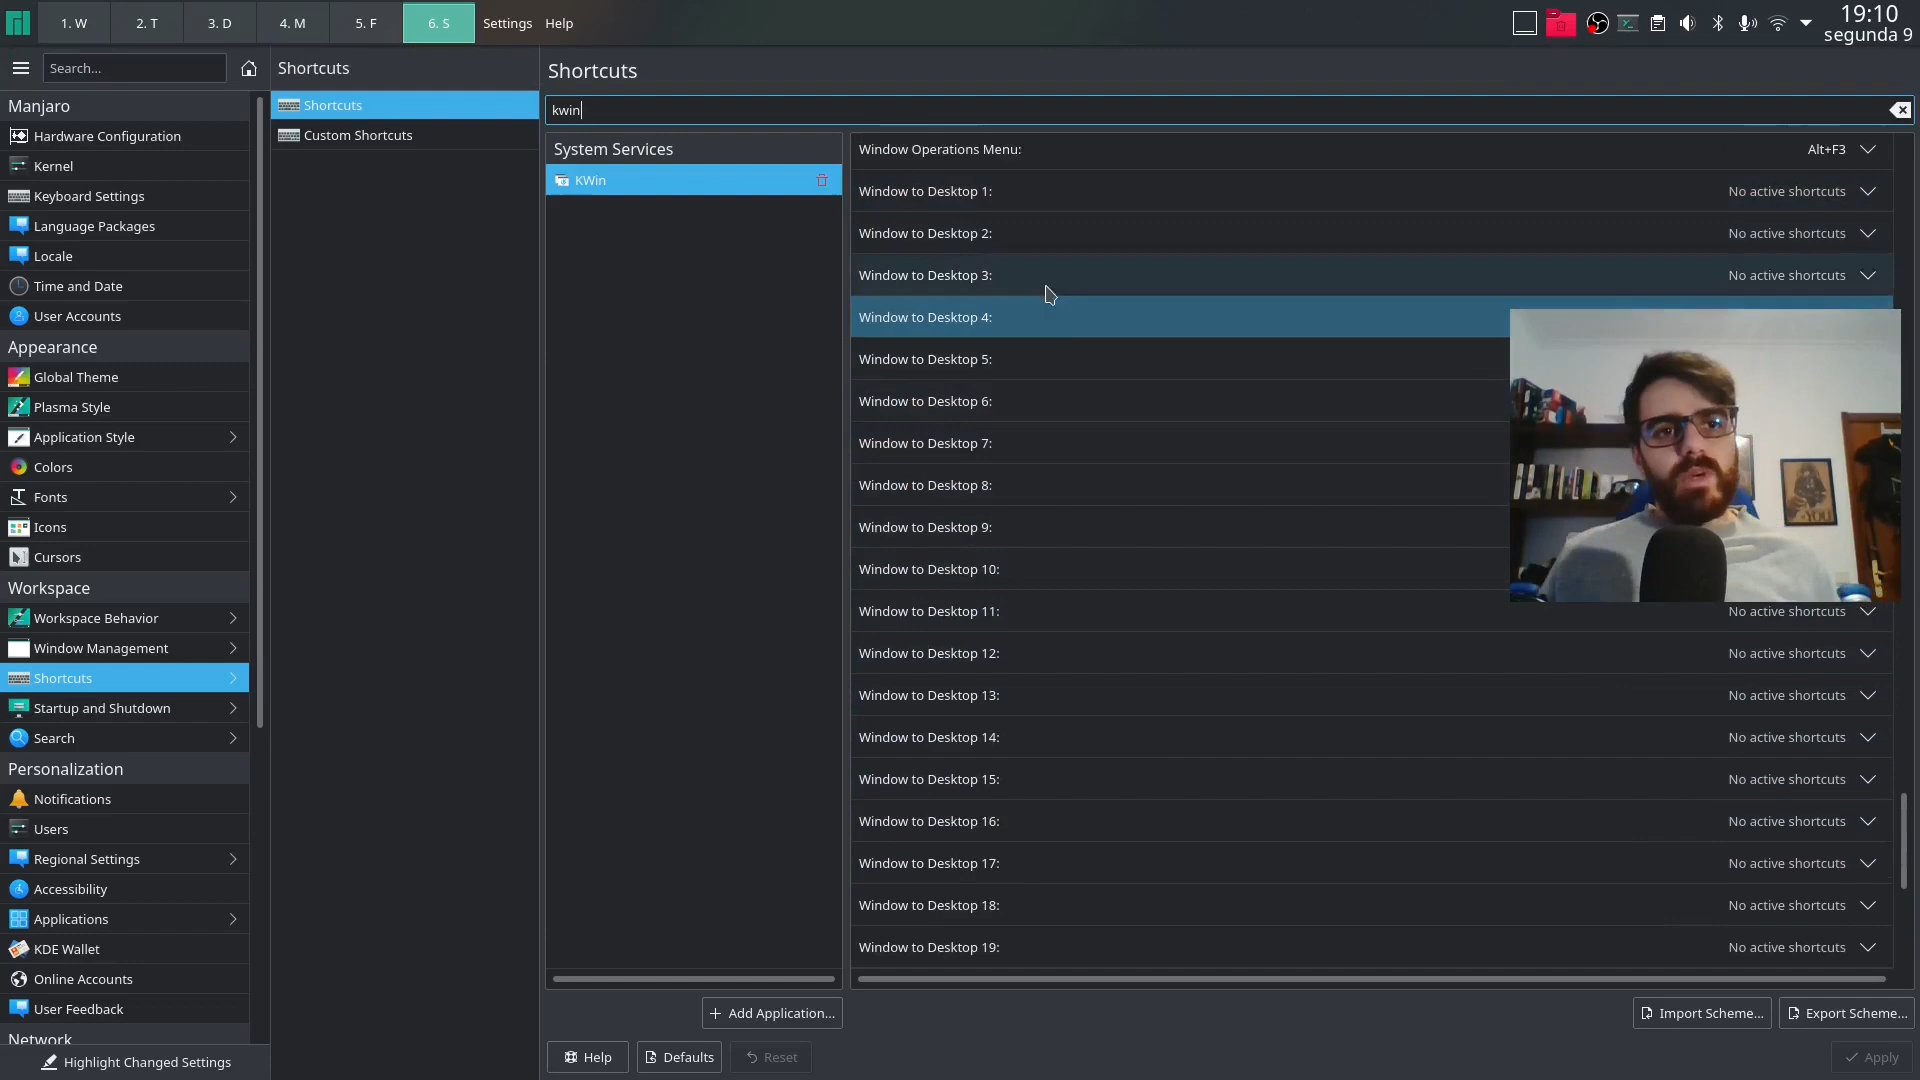 1. W
2. T
3. D
4. M
5. F
6. S
Settings
Help
19:10
segunda 9
Search...
Manjaro
Hardware Configuration
Kernel
Keyboard Settings
Language Packages
Locale
Time and Date
User Accounts
Appearance
Global Theme
Plasma Style
Application Style
Colors
Fonts
Icons
Cursors
Workspace
Workspace Behavior
Window Management
Shortcuts
Startup and Shutdown
Search
Personalization
Notifications
Users
Regional Settings
Accessibility
Applications
KDE Wallet
Online Accounts
User Feedback
Network
Highlight Changed Settings
Shortcuts
Shortcuts
Custom Shortcuts
Shortcuts
kwin
System Services
KWin
Window Operations Menu: Alt+F3
Window to Desktop 1: No active shortcuts
Window to Desktop 2: No active shortcuts
Window to Desktop 3: No active shortcuts
Window to Desktop 4:
Window to Desktop 5:
Window to Desktop 6:
Window to Desktop 7:
Window to Desktop 8:
Window to Desktop 9:
Window to Desktop 10:
Window to Desktop 11: No active shortcuts
Window to Desktop 12: No active shortcuts
Window to Desktop 13: No active shortcuts
Window to Desktop 14: No active shortcuts
Window to Desktop 15: No active shortcuts
Window to Desktop 16: No active shortcuts
Window to Desktop 17: No active shortcuts
Window to Desktop 18: No active shortcuts
Window to Desktop 19: No active shortcuts
YOU
Add Application...
Import Scheme...
Export Scheme...
Help
Defaults
Reset
Apply